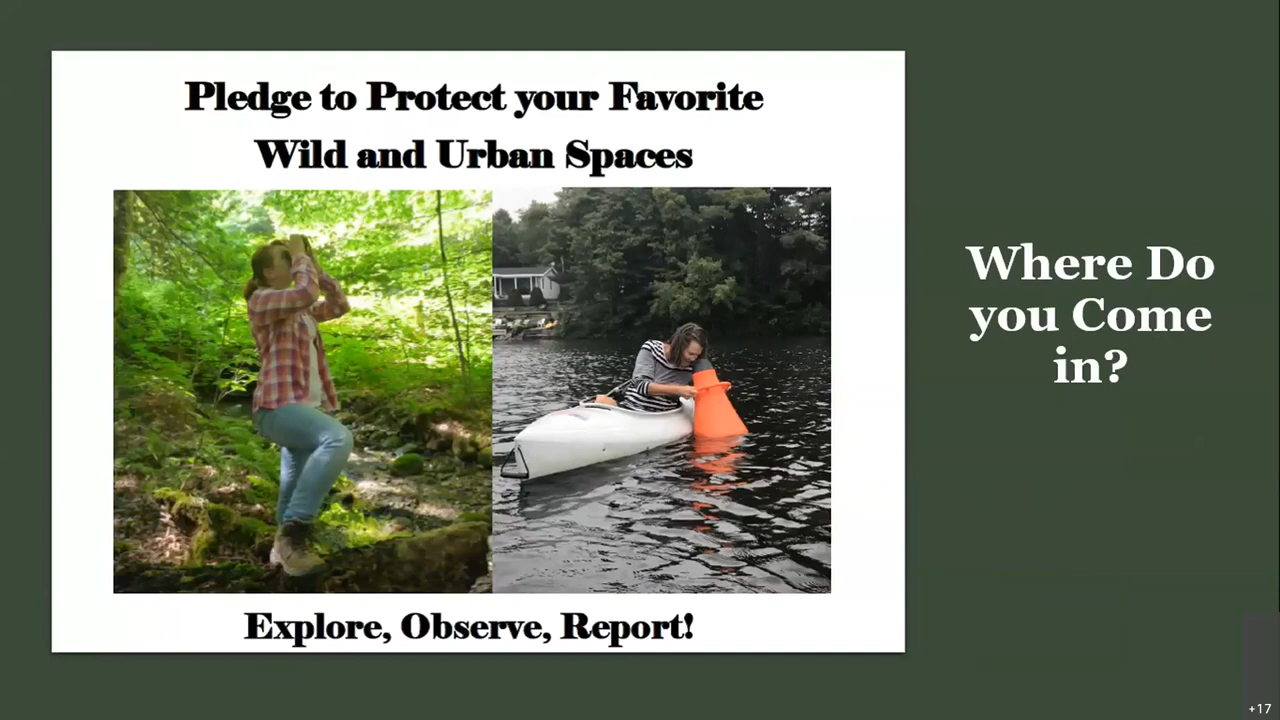 Pledge to Protect your Favorite
Wild and Urban Spaces
Explore, Observe, Report!
Where Do
you Come
in?
+17